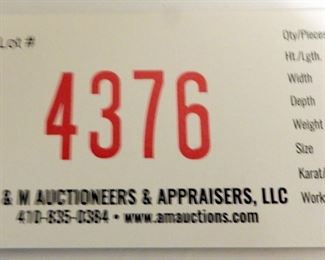 Lot #
4376
& M AUCTIONEERS & APPRAISERS, LLC
410-835-0384 • www.amauctions.com
Qty/Pieces
Ht./Lgth.
Width
Depth
Weight
Size
Karat/
Work